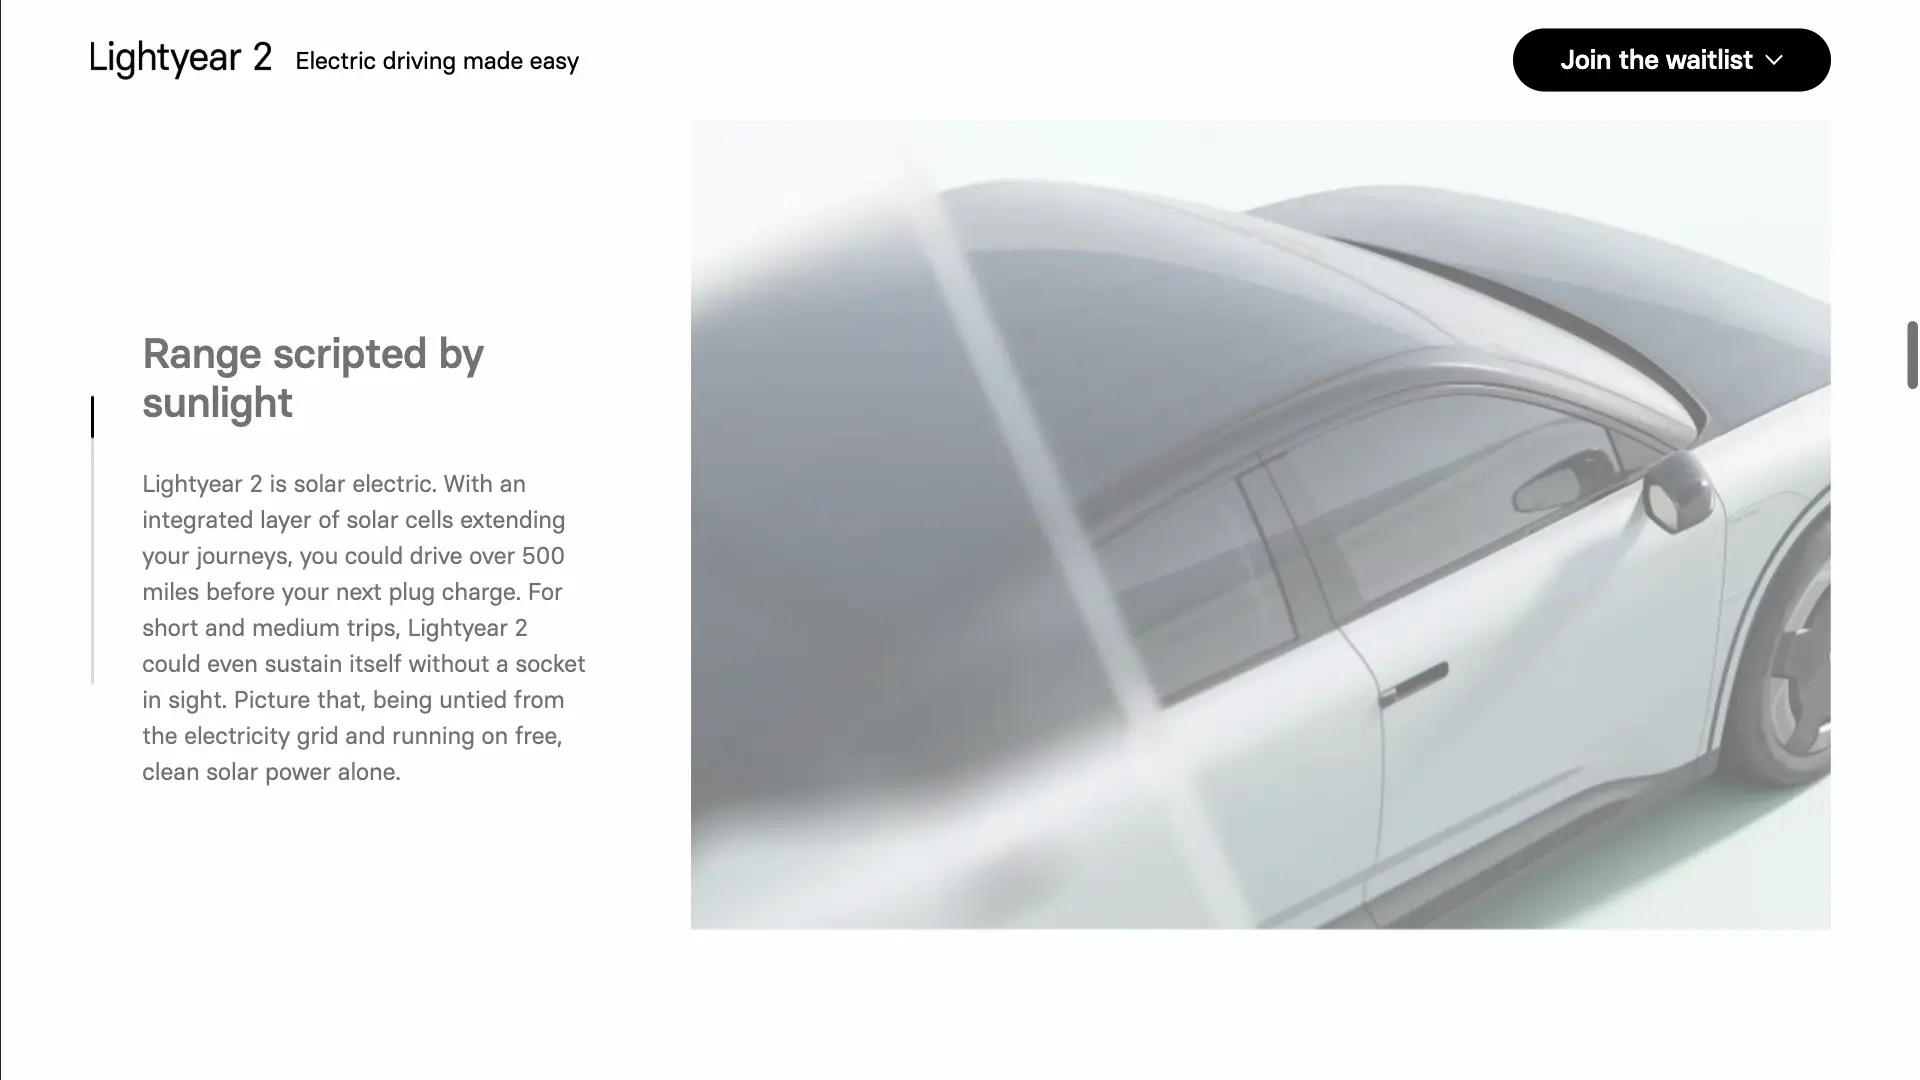 Lightyear 2 Electric driving made easy
Join the waitlist
Range scripted by
sunlight
Lightyear 2 is solar electric. With an
integrated layer of solar cells extending
your journeys, you could drive over 500
miles before your next plug charge. For
short and medium trips, Lightyear 2
could even sustain itself without a socket
in sight. Picture that, being untied from
the electricity grid and running on free,
clean solar power alone.